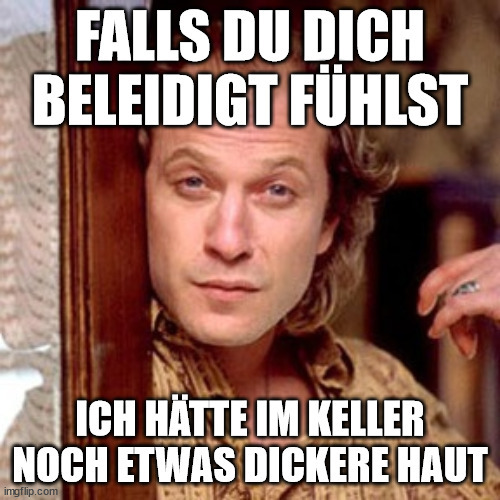 FALLS DU DICH
BELEIDIGT FÜHLST
ICH HÄTTE IM KELLER
NOCH ETWAS DICKERE HAUT
imgflip.com